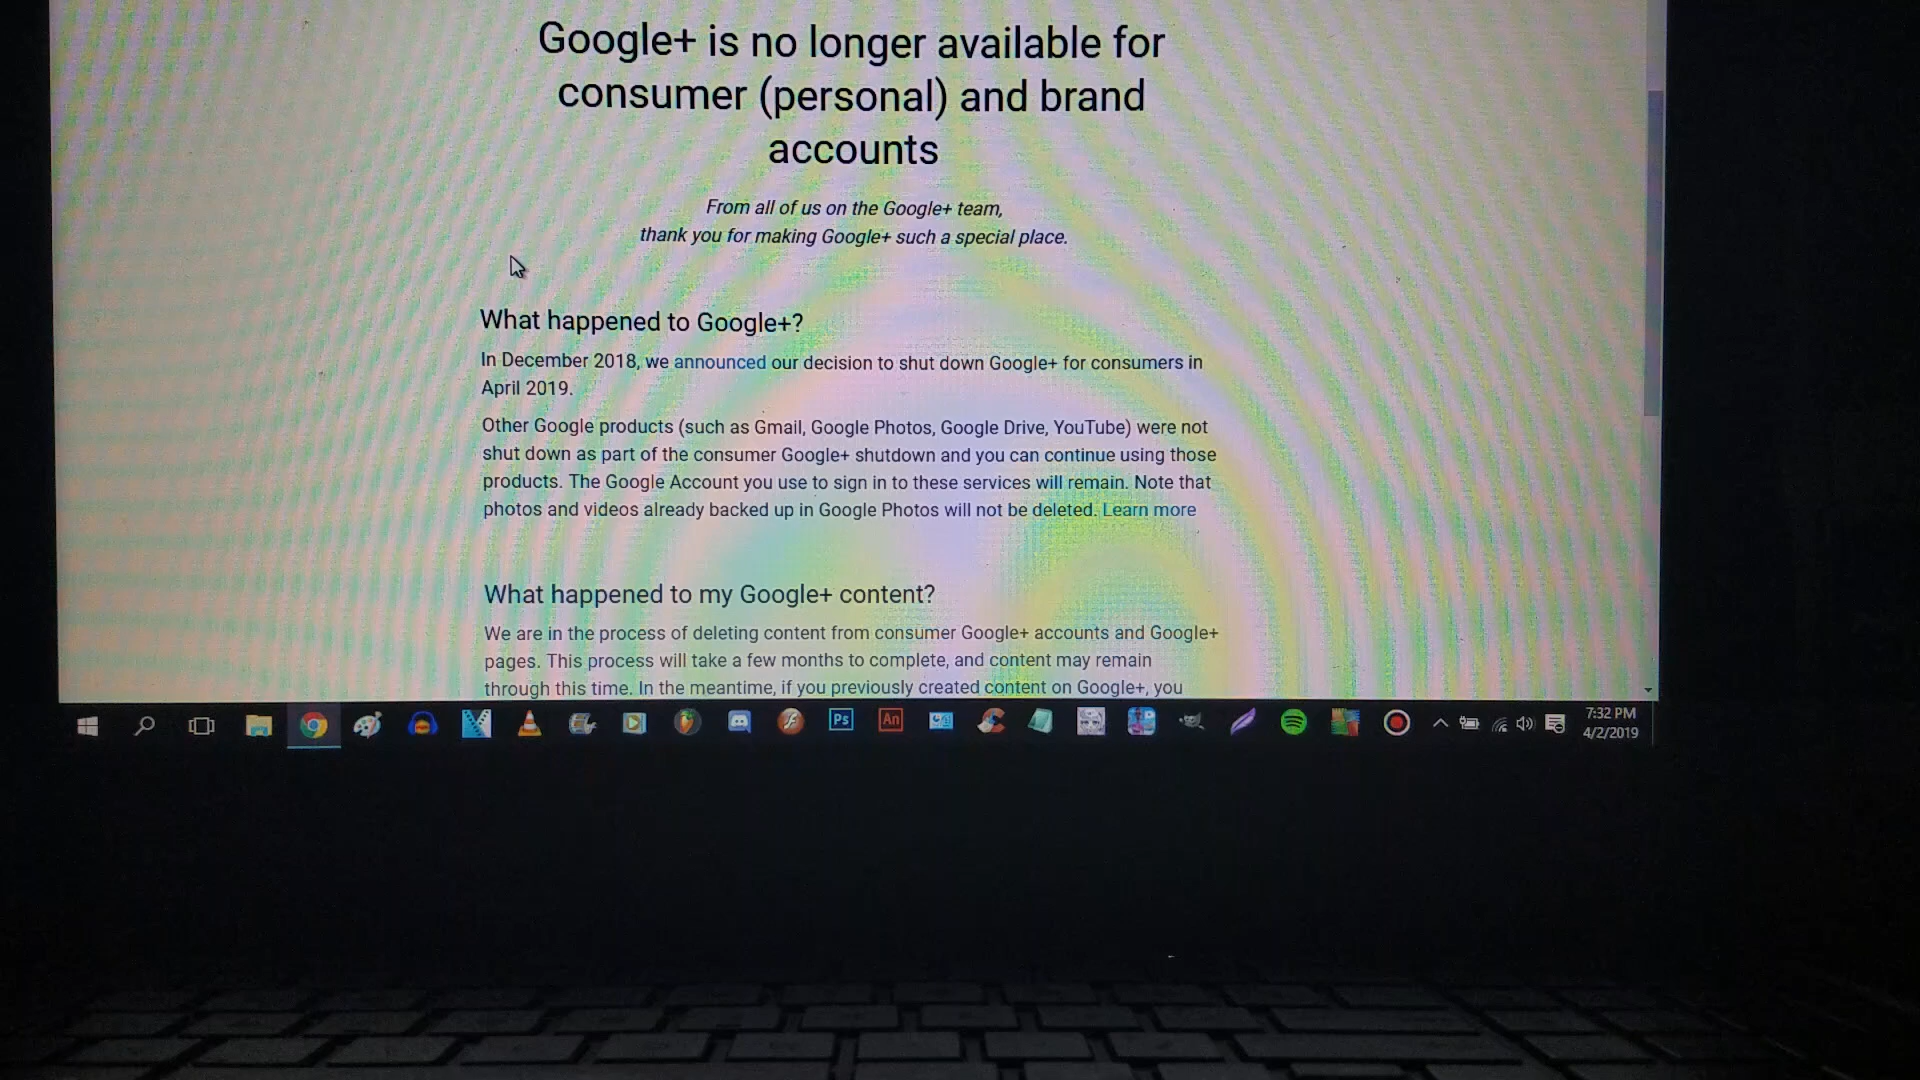 Google+ is no longer available for
consumer (personal) and brand
accounts
From all of us on the Google+ team,
thank you for making Google+ such a special place.
What happened to Google+?
In December 2018, we announced our decision to shut down Google+ for consumers in
April 2019.
Other Google products (such as Gmail, Google Photos, Google Drive, YouTube) were not
shut down as part of the consumer Google+ shutdown and you can continue using those
products. The Google Account you use to sign in to these services will remain. Note that
photos and videos already backed up in Google Photos will not be deleted. Learn more
What happened to my Google+ content?
We are in the process of deleting content from consumer Google+ accounts and Google+
pages. This process will take a few months to complete, and content may remain
through this time. In the meantime, if you previously created content on Google+, you
Ps
An
7:32 PM
4/2/2019